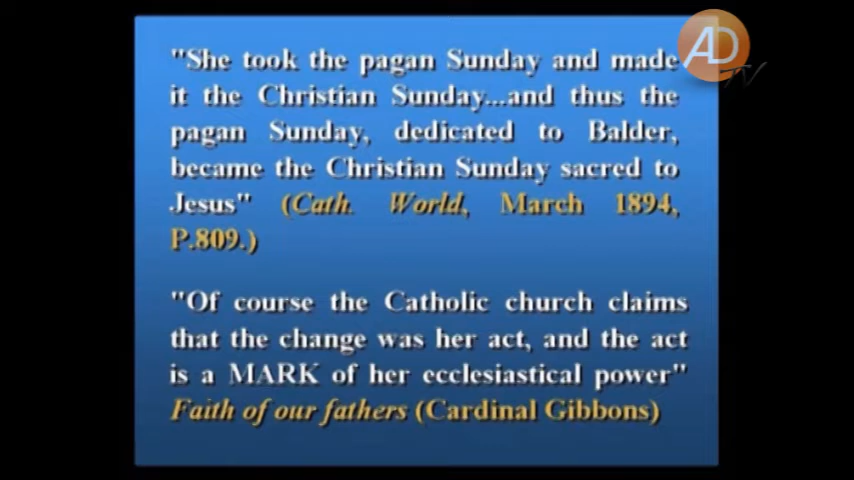 "She took the pagan Sunday and made
it the Christian Sunday...and thus the
pagan Sunday, dedicated to Balder,
became the Christian Sunday sacred to
Jesus" (Cath. World, March 1894,
P.809.)
"Of course the Catholic church claims
that the change was her act, and the act
is a MARK of her ecclesiastical power"
Faith of our fathers (Cardinal Gibbons)
AD
TV